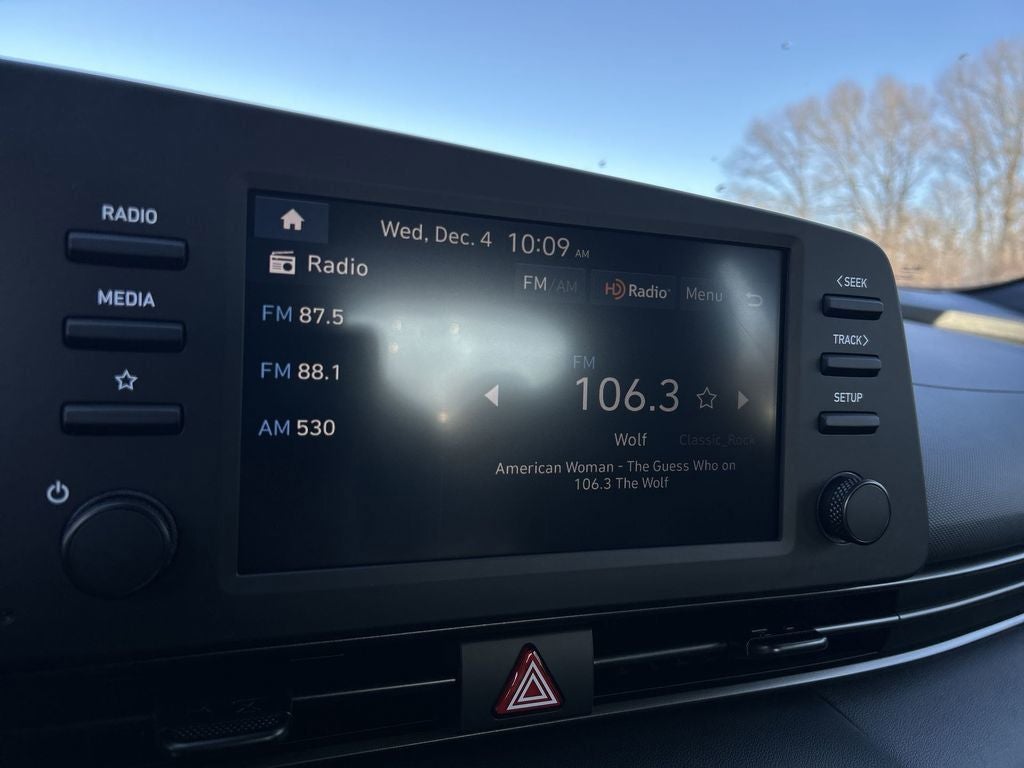 RADIO
MEDIA
Wed, Dec. 4 10:09 AM
Radio
FM/AM HD Radio Menu
FM 87.5
FM 88.1
AM 530
FM
106.3
Wolf Classic_Rock
American Woman - The Guess Who on
106.3 The Wolf
<SEEK
TRACK>
SETUP